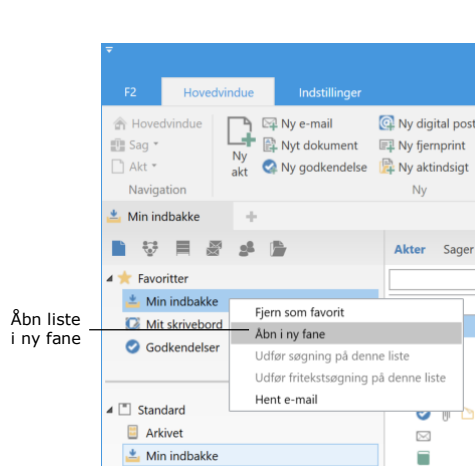 F2 Hovedvindue Indstillinger
Hovedvindue
Sag
Akt
Navigation
Ny akt
Ny e-mail
Nyt dokument
Ny godkendelse
Ny digital post
Ny fjernprint
Ny aktindsigt
Ny
Min indbakke +
Akter Sager
Favoritter
Min indbakke
Mit skrivebord
Godkendelser
Fjern som favorit
Åbn i ny fane
Udfør søgning på denne liste
Udfør fritekstsøgning på denne liste
Hent e-mail
Åbn liste
i ny fane
Standard
Arkivet
Min indbakke